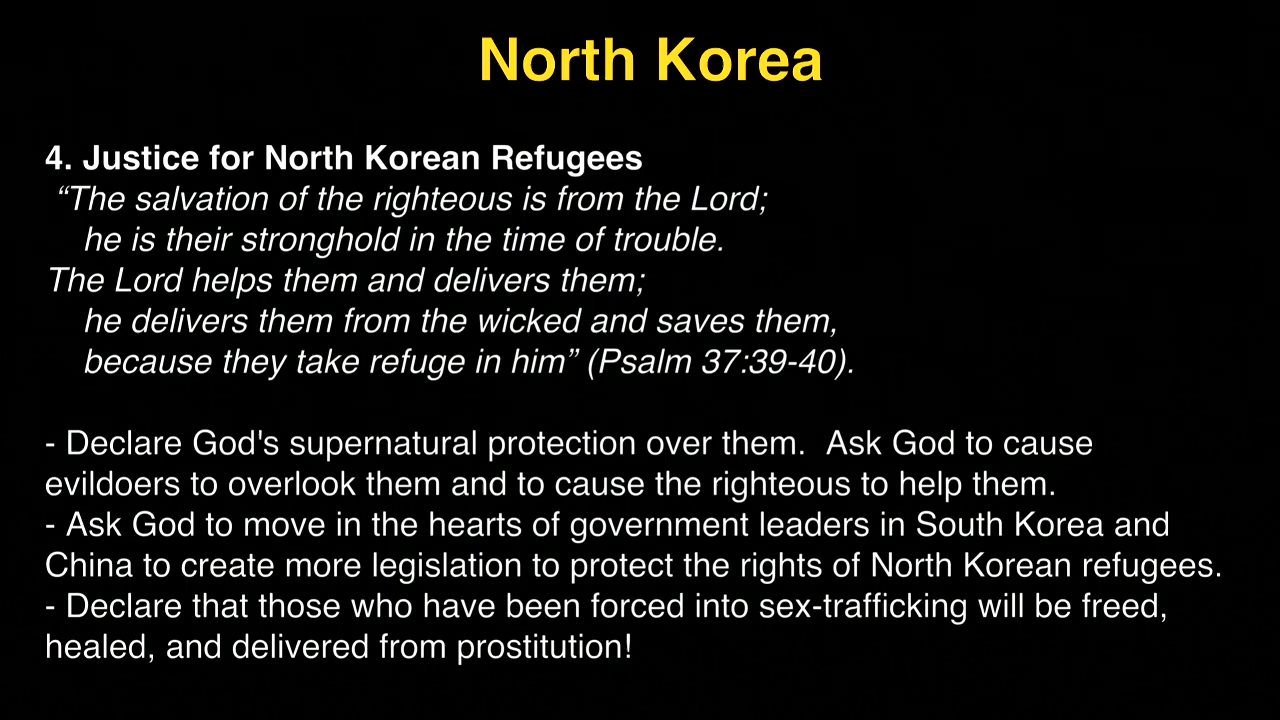 North Korea
4. Justice for North Korean Refugees
“The salvation of the righteous is from the Lord;
he is their stronghold in the time of trouble.
The Lord helps them and delivers them;
he delivers them from the wicked and saves them,
because they take refuge in him” (Psalm 37:39-40).
- Declare God's supernatural protection over them.  Ask God to cause
evildoers to overlook them and to cause the righteous to help them.
- Ask God to move in the hearts of government leaders in South Korea and
China to create more legislation to protect the rights of North Korean refugees.
- Declare that those who have been forced into sex-trafficking will be freed,
healed, and delivered from prostitution!